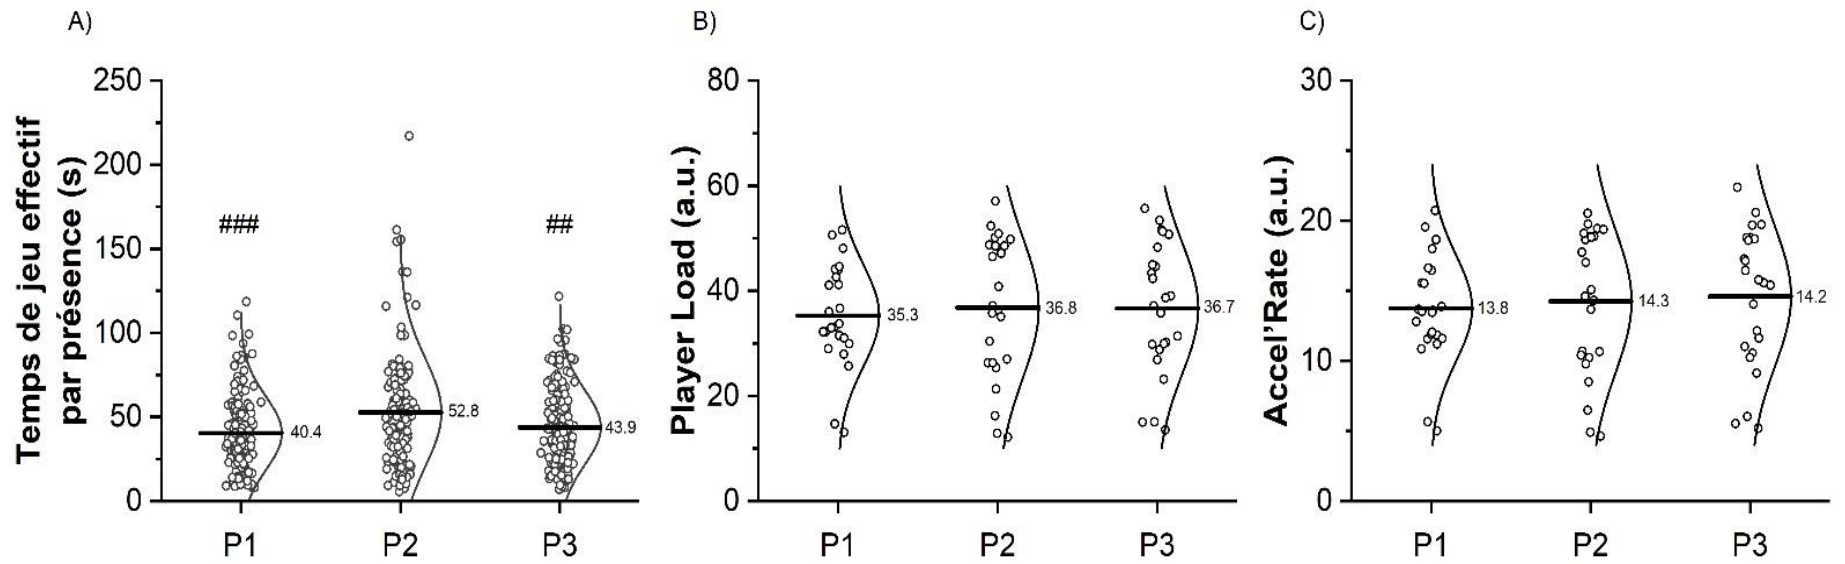 A)
Temps de jeu effectif
par présence (s)
250
200
150
100
50
0
###
##
40.4
52.8
43.9
P1
P2
P3
B)
Player Load (a.u.)
80
60
40
20
0
35.3
36.8
36.7
P1
P2
P3
C)
Accel'Rate (a.u.)
30
20
10
0
13.8
14.3
14.2
P1
P2
P3